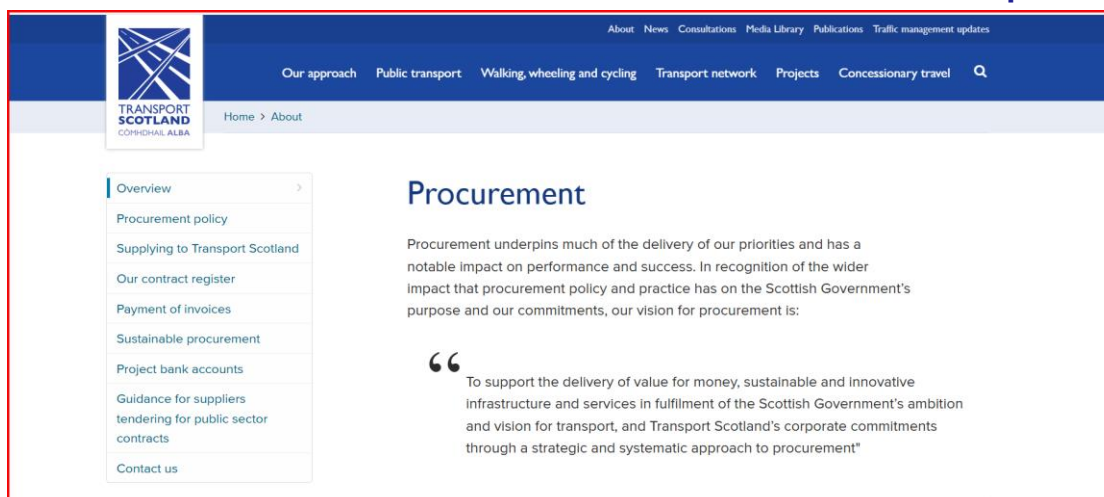 About News Consultations Media Library Publications Traffic management updates
Our approach Public transport Walking, wheeling and cycling Transport network Projects Concessionary travel
TRANSPORT
SCOTLAND
CÒMHDHAIL ALBA
Home > About
Overview
Procurement policy
Supplying to Transport Scotland
Our contract register
Payment of invoices
Sustainable procurement
Project bank accounts
Guidance for suppliers
tendering for public sector
contracts
Contact us
Procurement
Procurement underpins much of the delivery of our priorities and has a
notable impact on performance and success. In recognition of the wider
impact that procurement policy and practice has on the Scottish Government's
purpose and our commitments, our vision for procurement is:
“
To support the delivery of value for money, sustainable and innovative
infrastructure and services in fulfilment of the Scottish Government's ambition
and vision for transport, and Transport Scotland's corporate commitments
through a strategic and systematic approach to procurement"